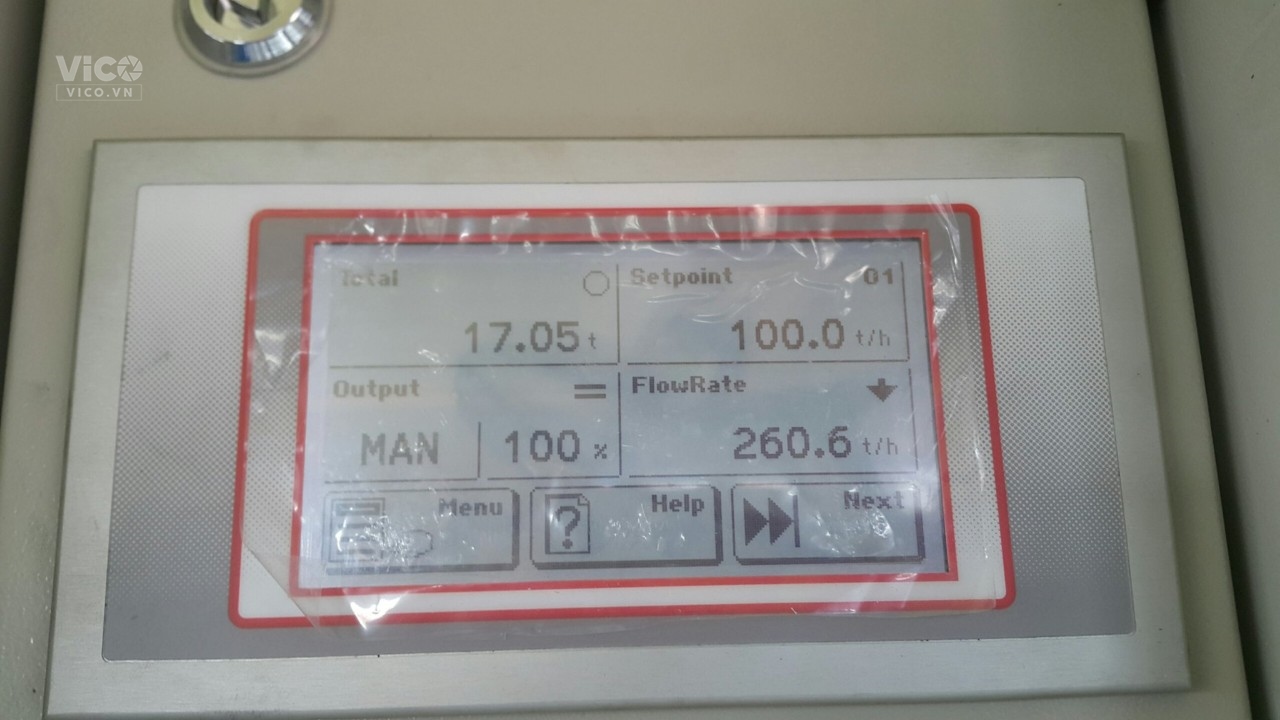 ViCO
VICO.VN
Total
17.05 t
Setpoint 01
100.0 t/h
Output =
MAN 100 %
FlowRate
260.6 t/h
Menu
? Help
Next